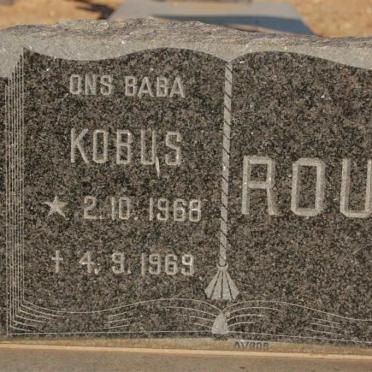 ONS BABA
KOBUS
★ 2.10.1968
† 4.9.1969
ROU